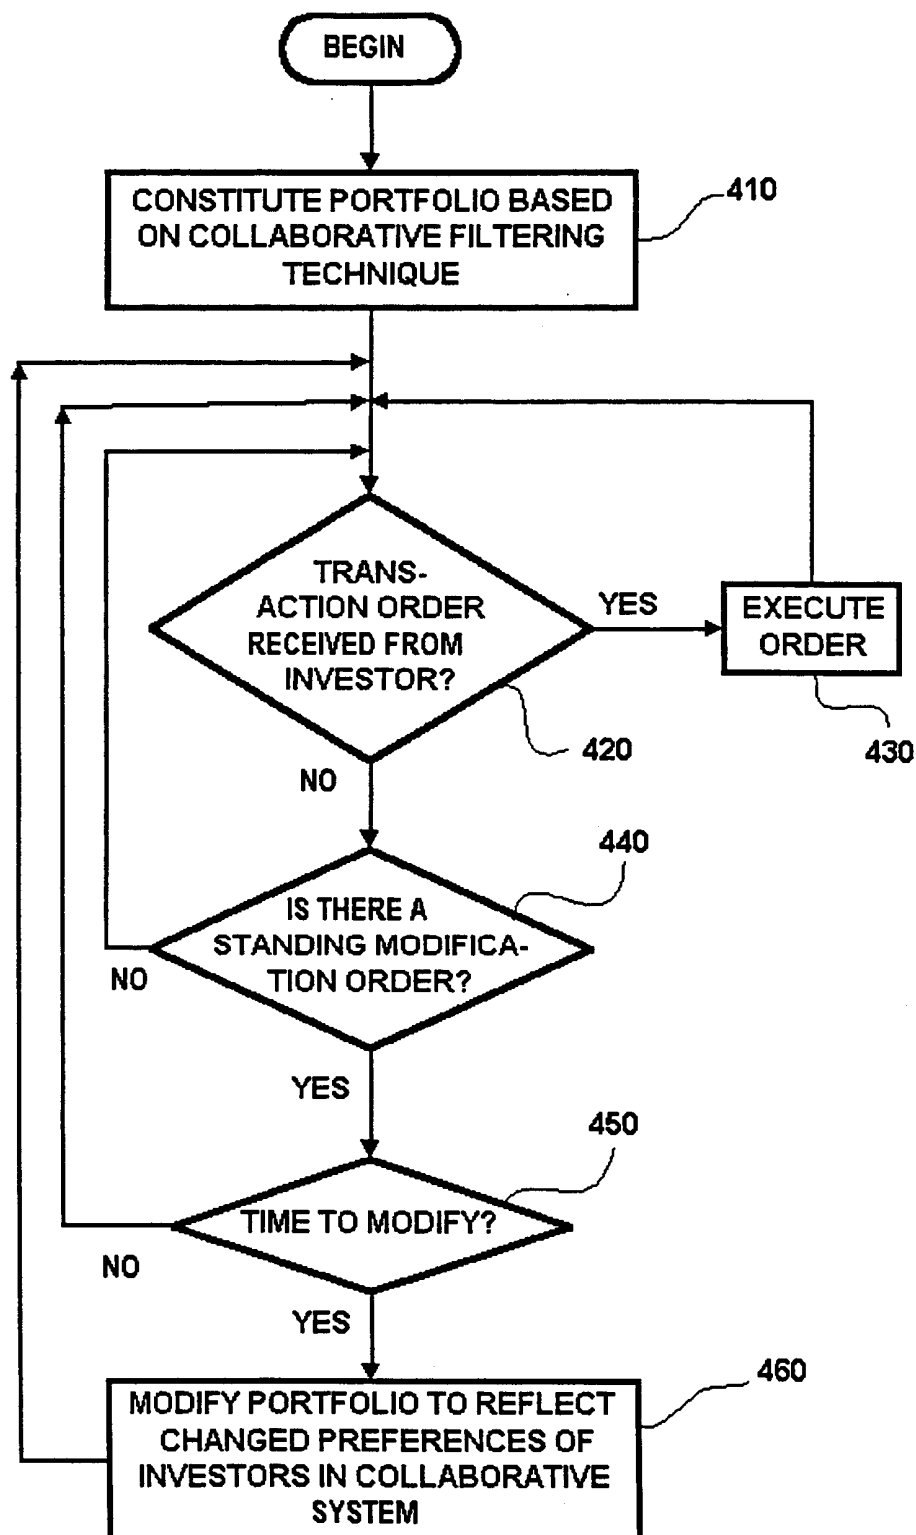 BEGIN
CONSTITUTE PORTFOLIO BASED
ON COLLABORATIVE FILTERING
TECHNIQUE
410
TRANS-
ACTION ORDER
RECEIVED FROM
INVESTOR?
YES
EXECUTE
ORDER
430
420
NO
440
IS THERE A
STANDING MODIFICA-
TION ORDER?
NO
YES
450
TIME TO MODIFY?
NO
YES
460
MODIFY PORTFOLIO TO REFLECT
CHANGED PREFERENCES OF
INVESTORS IN COLLABORATIVE
SYSTEM